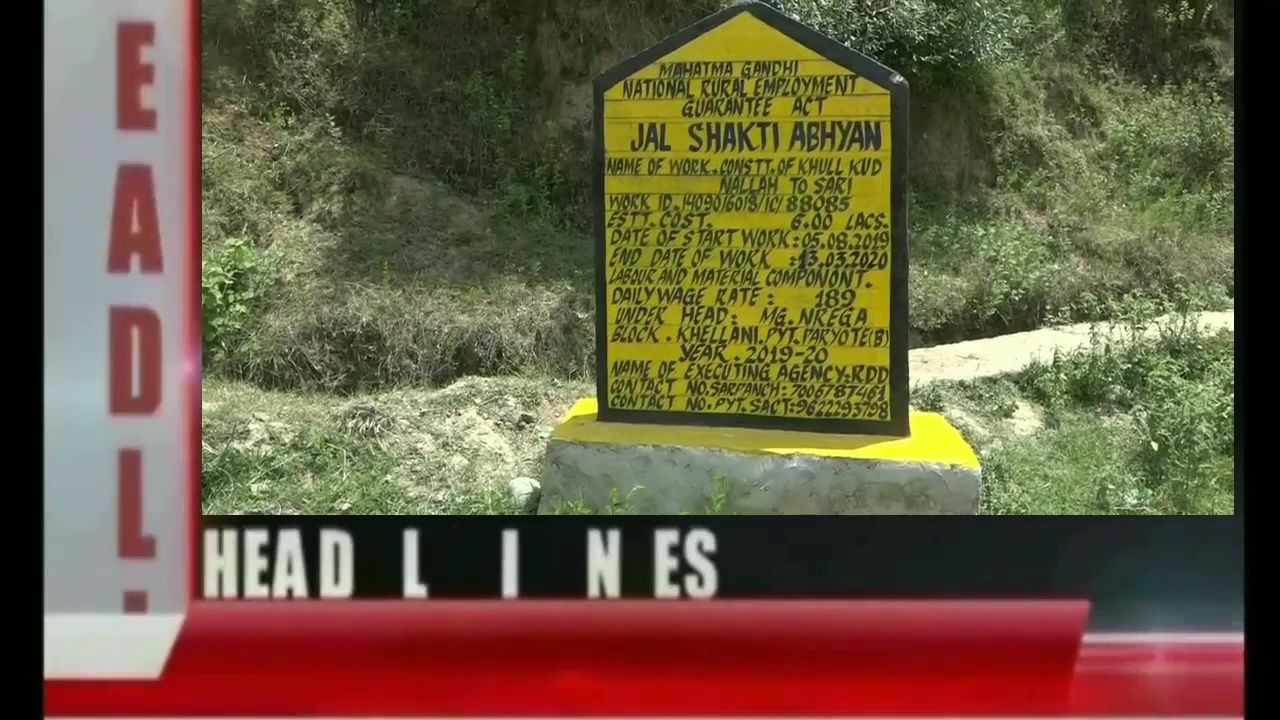 E
A
D
L
MAHATMA GANDHI
NATIONAL RURAL EMPLOYMENT
GUARANTEE ACT
JAL SHAKTI ABHYAN
NAME OF WORK. CONSTT. OF KHULL KUD
NALLAH TO SARI
WORK ID. 1409016018/IC/88085
ESTT. COST. 6.00 LACS.
DATE OF START WORK: 05.08.2019
END DATE OF WORK :13.03.2020
LABOUR AND MATERIAL COMPONONT.
DAILY WAGE RATE : 189
UNDER HEAD: MG. NREGA
BLOCK. KHELLANI. PYT. PARYOTE(B)
YEAR. 2019-20
NAME OF EXECUTING AGENCY:RDD
CONTACT NO. SARPANCH: 7006787461
CONTACT NO. PYT. SACT: 9622293798
HEADLINES